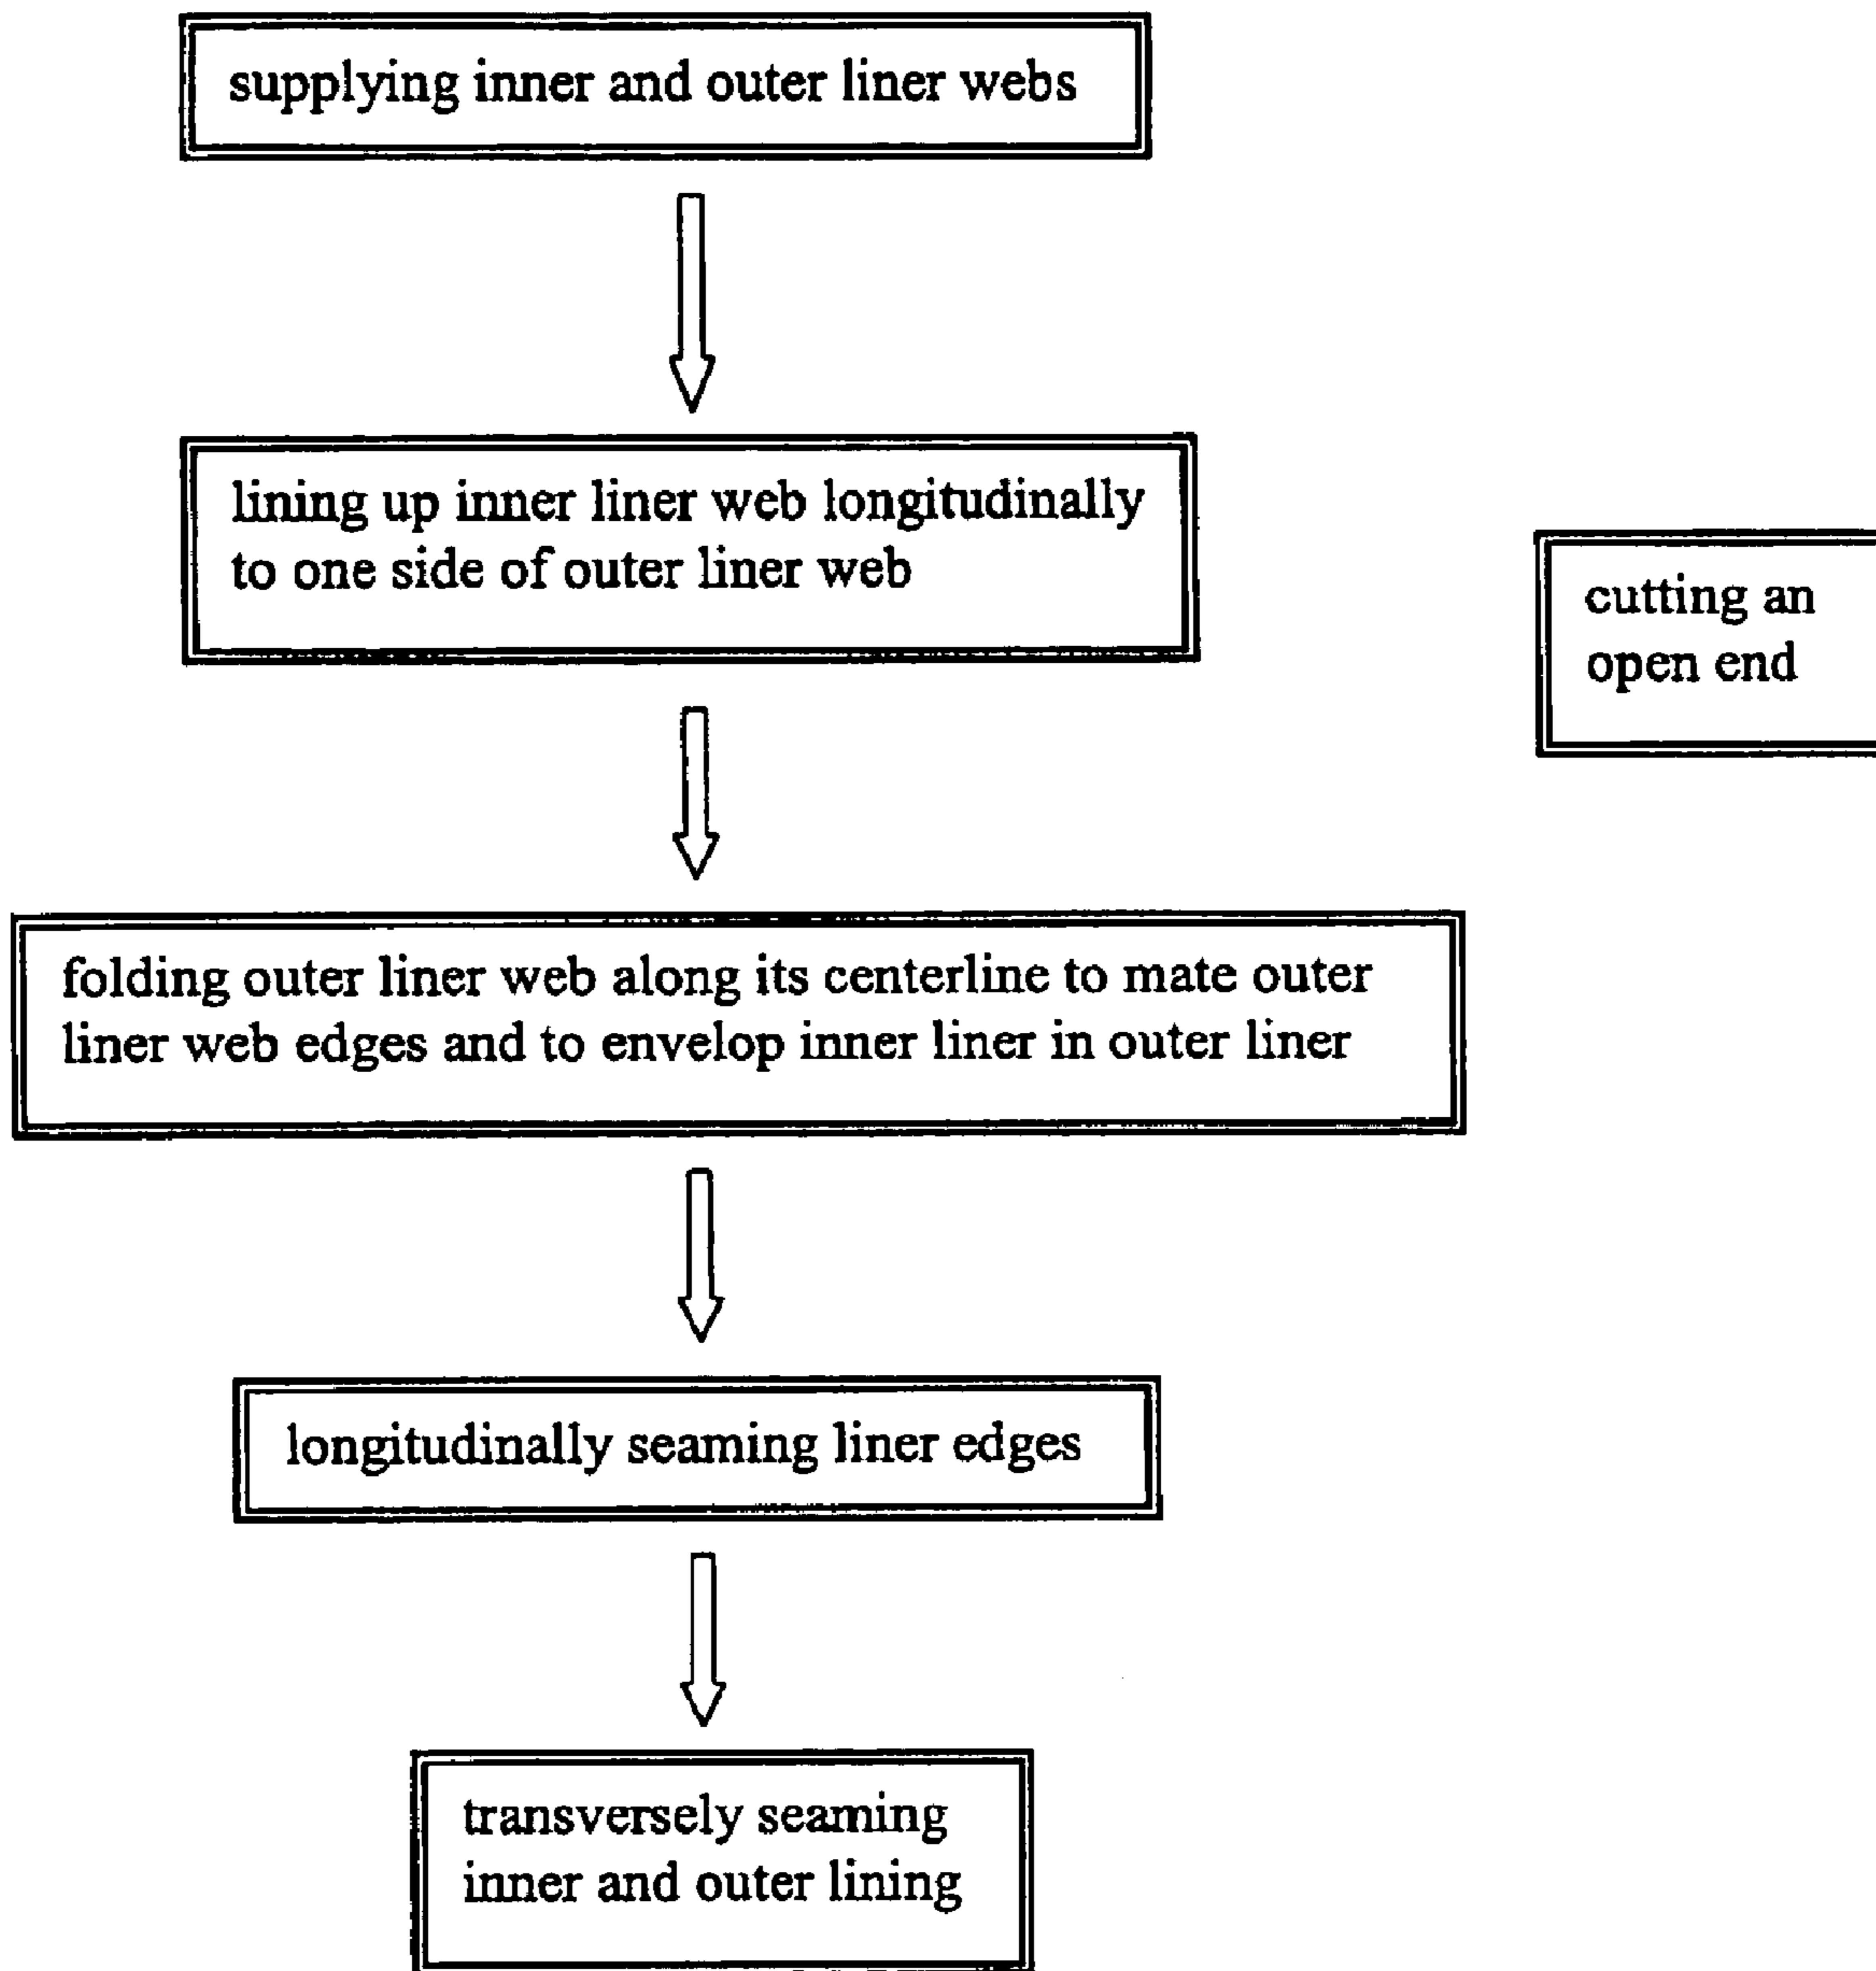 supplying inner and outer liner webs
lining up inner liner web longitudinally
to one side of outer liner web
folding outer liner web along its centerline to mate outer
liner web edges and to envelop inner liner in outer liner
longitudinally seaming liner edges
transversely seaming
inner and outer lining
cutting an
open end